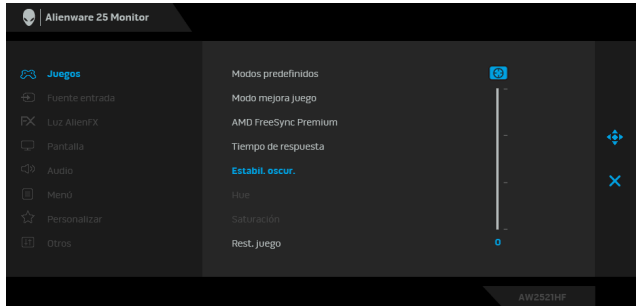 Alienware 25 Monitor
Juegos
Fuente entrada
FX Luz AlienFX
Pantalla
Audio
Menú
Personalizar
Otros
Modos predefinidos
Modo mejora juego
AMD FreeSync Premium
Tiempo de respuesta
Estabil. oscur.
Hue
Saturación
Rest. juego
0
AW2521HF